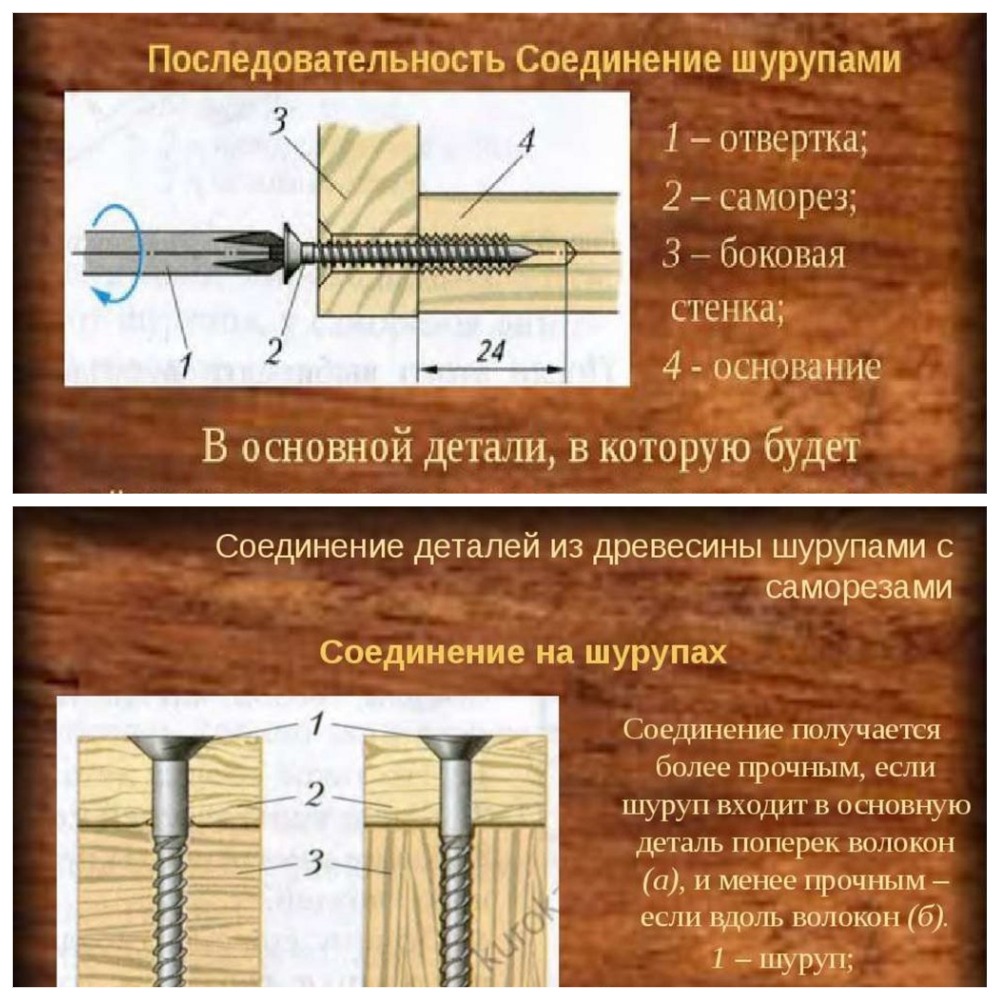 Последовательность Соединение шурупами
3
4
1 – отвертка;
2 – саморез;
3 – боковая
стенка;
4 - основание
1
2
24
В основной детали, в которую будет
Соединение деталей из древесины шурупами с
саморезами
Соединение на шурупах
1
2
3
Соединение получается
более прочным, если
шуруп входит в основную
деталь поперек волокон
(а), и менее прочным –
если вдоль волокон (б).
1 – шуруп;
kurok